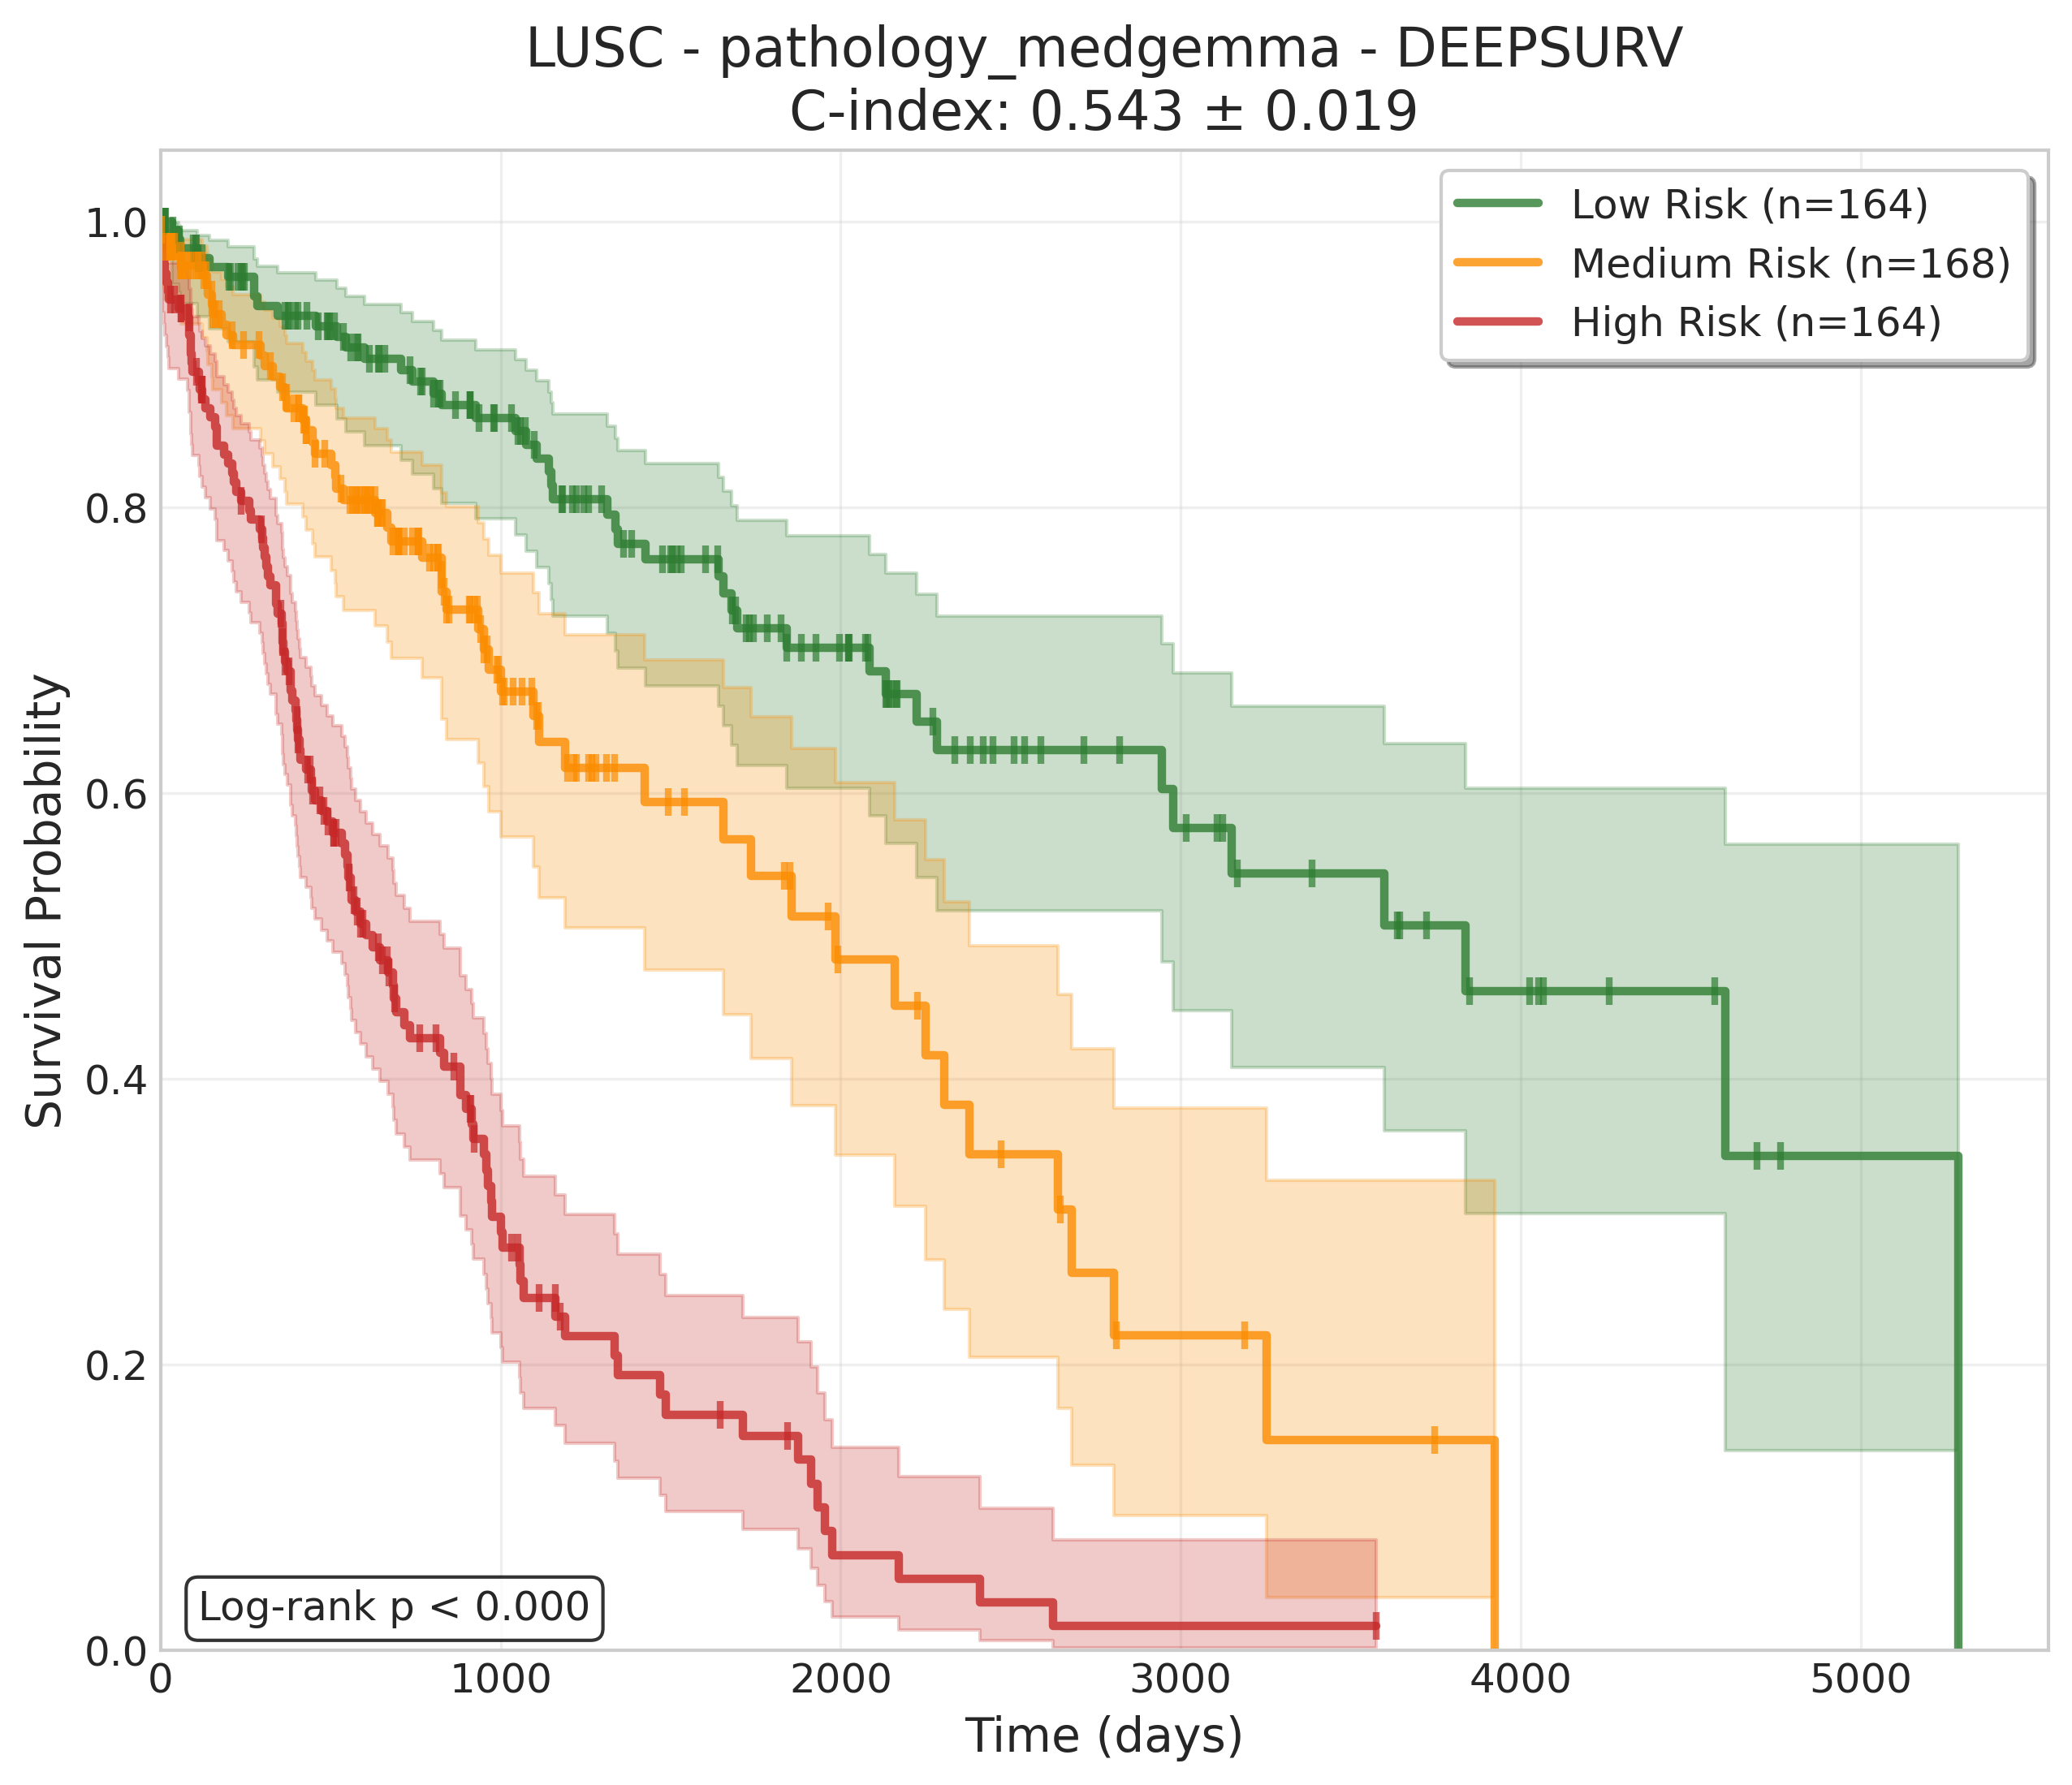 LUSC - pathology_medgemma - DEEPSURV
C-index: 0.543 ± 0.019
Low Risk (n=164)
Medium Risk (n=168)
High Risk (n=164)
Survival Probability
1.0
0.8
0.6
0.4
0.2
0.0
Log-rank p < 0.000
0 1000 2000 3000 4000 5000
Time (days)